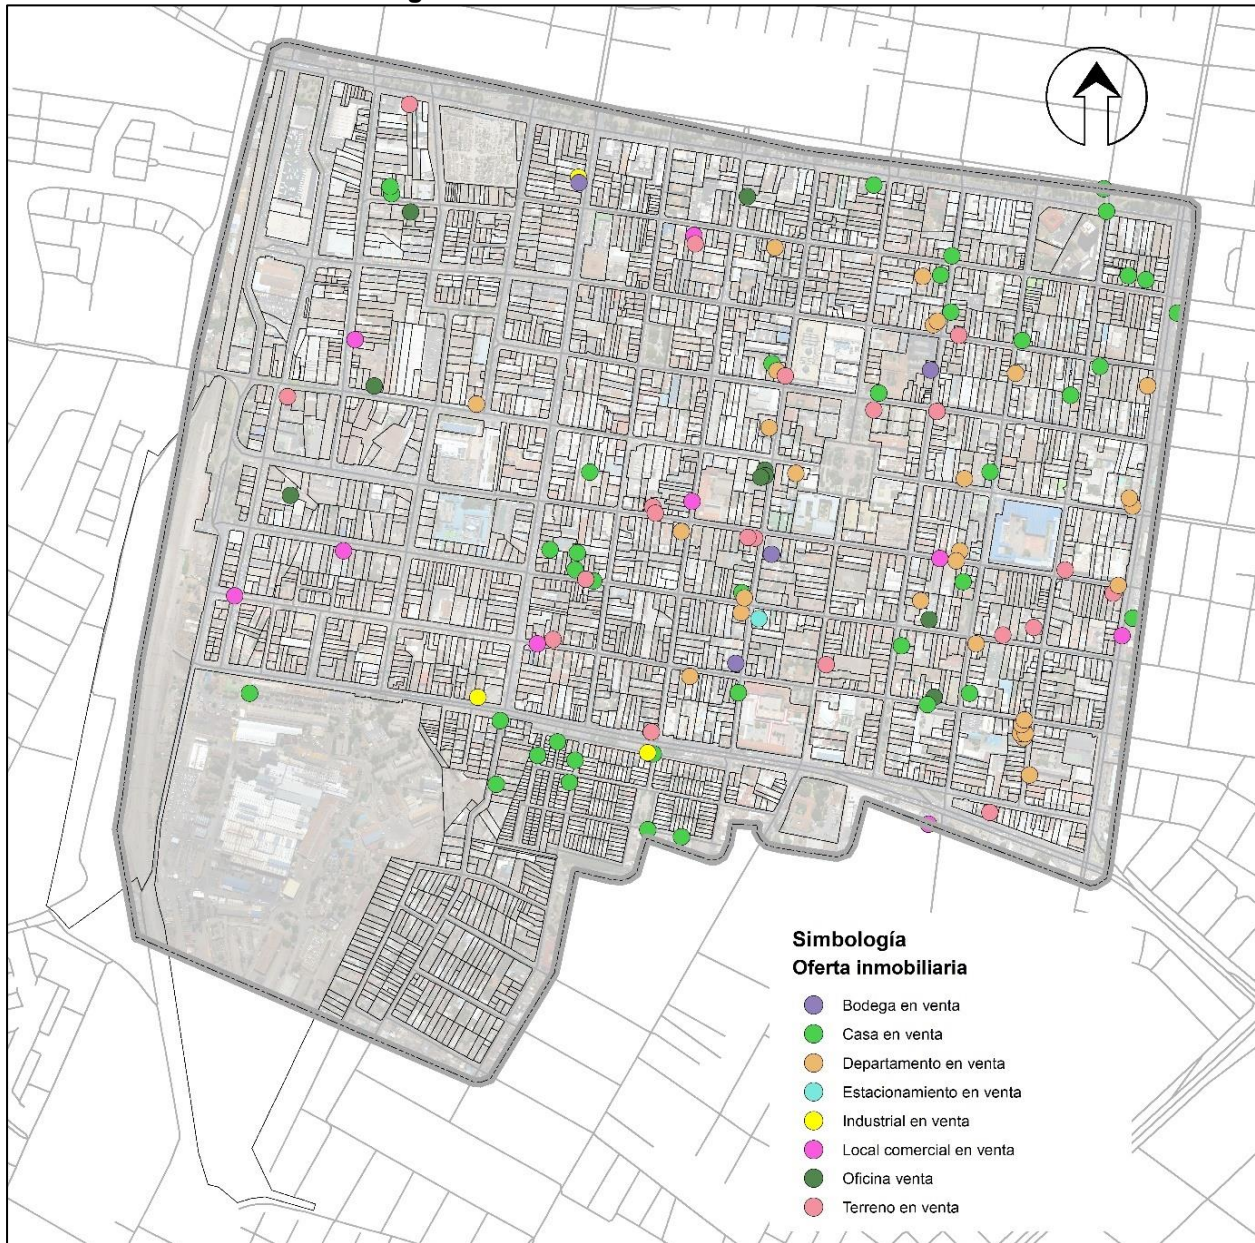 Simbología
Oferta inmobiliaria
Bodega en venta
Casa en venta
Departamento en venta
Estacionamiento en venta
Industrial en venta
Local comercial en venta
Oficina venta
Terreno en venta